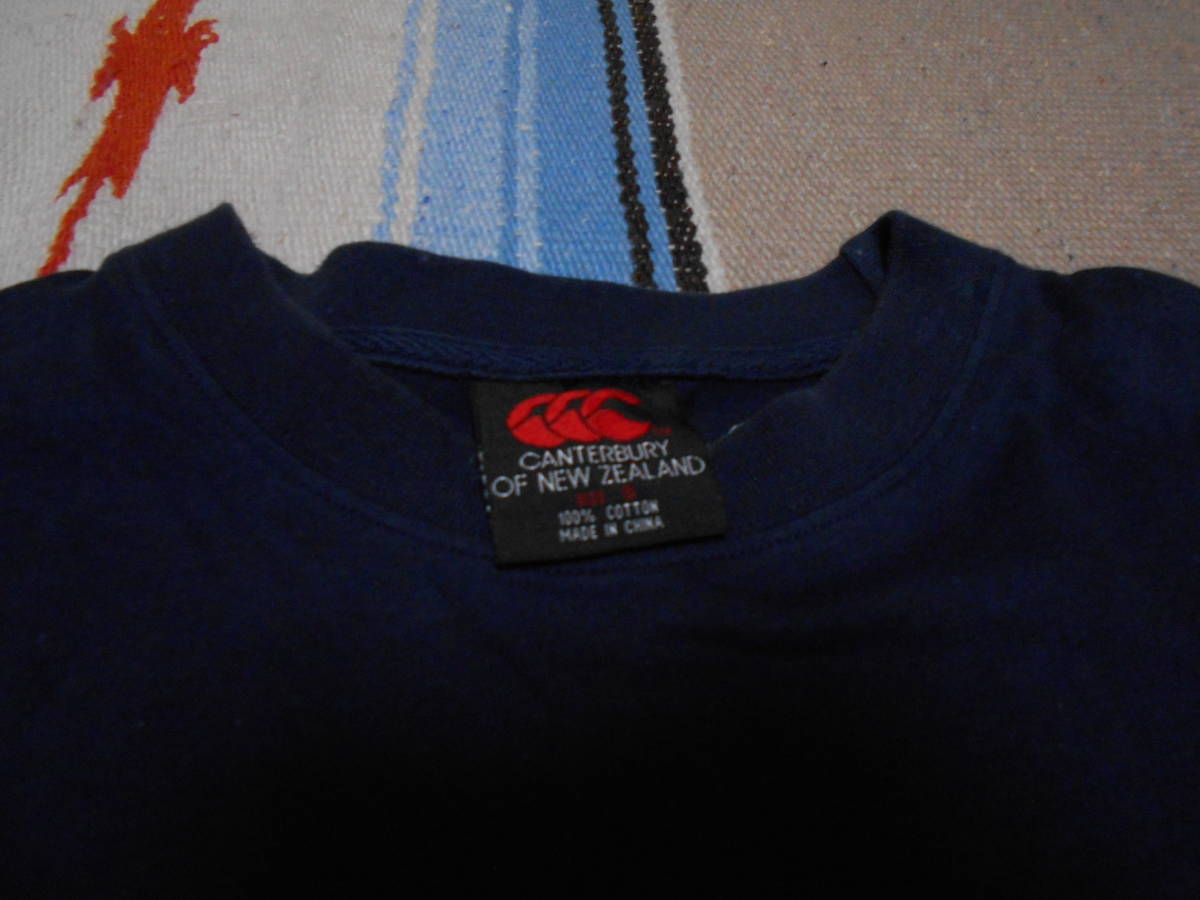 CANTERBURY
OF NEW ZEALAND
100% COTTON
MADE IN CHINA